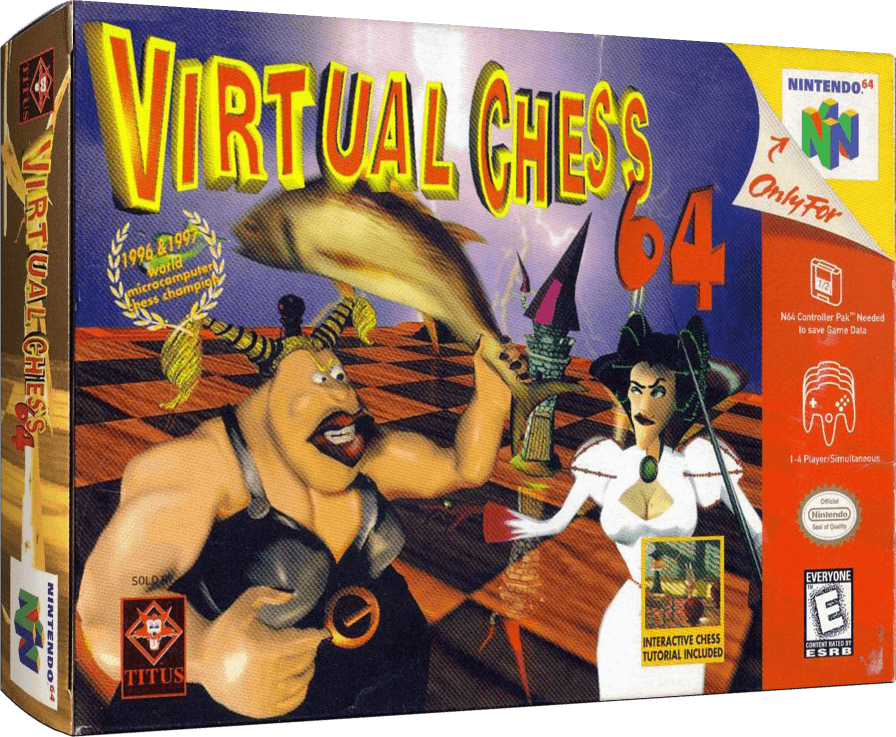 TITUS
VIRTUAL CHESS
64
NINTENDO 64
VIRTUAL CHESS
64
1996 & 1997
world
microcomputer
chess champion
NINTENDO 64
Only For
N64 Controller Pak™ Needed
to save Game Data
1-4 Player/Simultaneous
Official
Nintendo
Seal of Quality
EVERYONE
E
CONTENT RATED BY
ESRB
SOLD BY
TITUS
INTERACTIVE CHESS
TUTORIAL INCLUDED